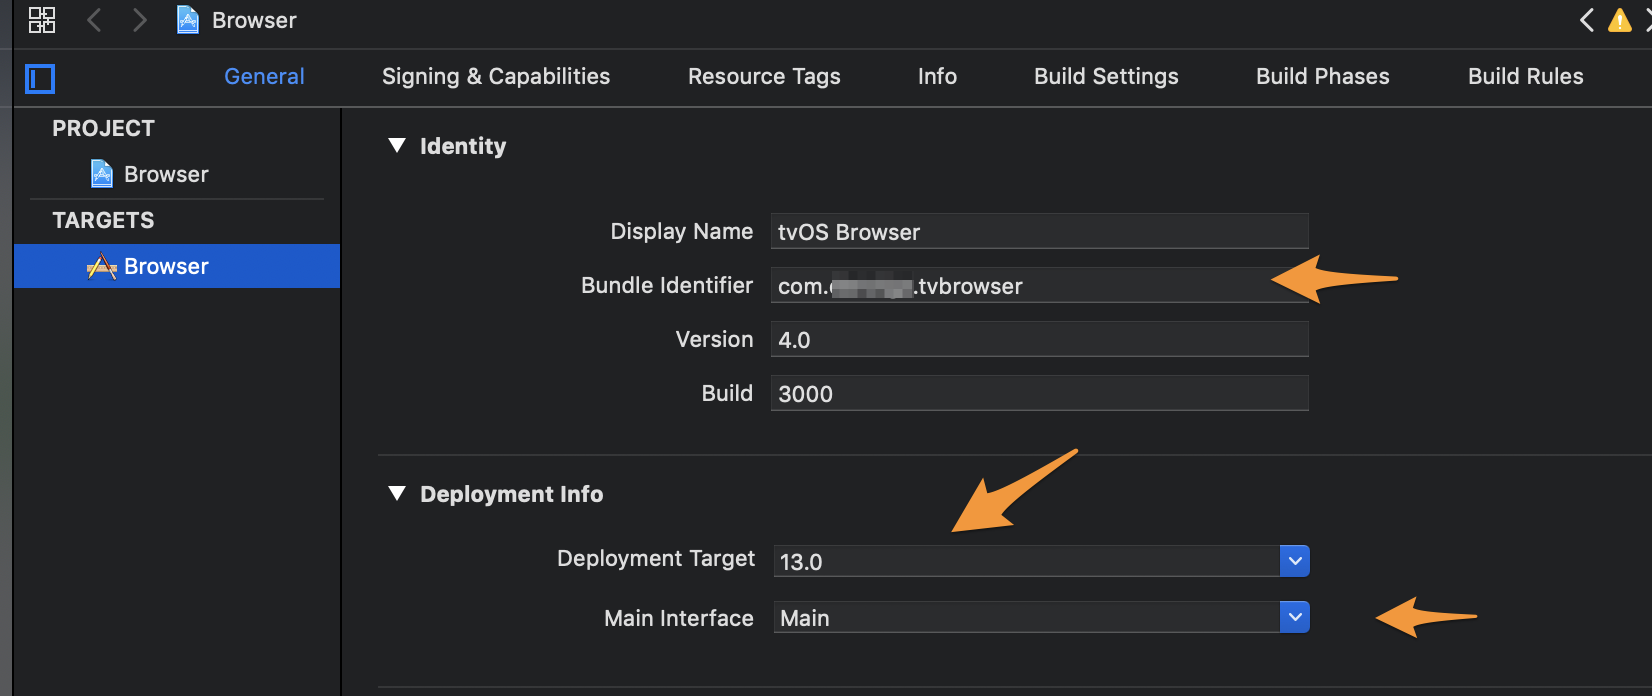 Browser
General Signing & Capabilities Resource Tags Info Build Settings Build Phases Build Rules
PROJECT
Browser
TARGETS
Browser
Identity
Display Name tvOS Browser
Bundle Identifier com. .tvbrowser
Version 4.0
Build 3000
Deployment Info
Deployment Target 13.0
Main Interface Main